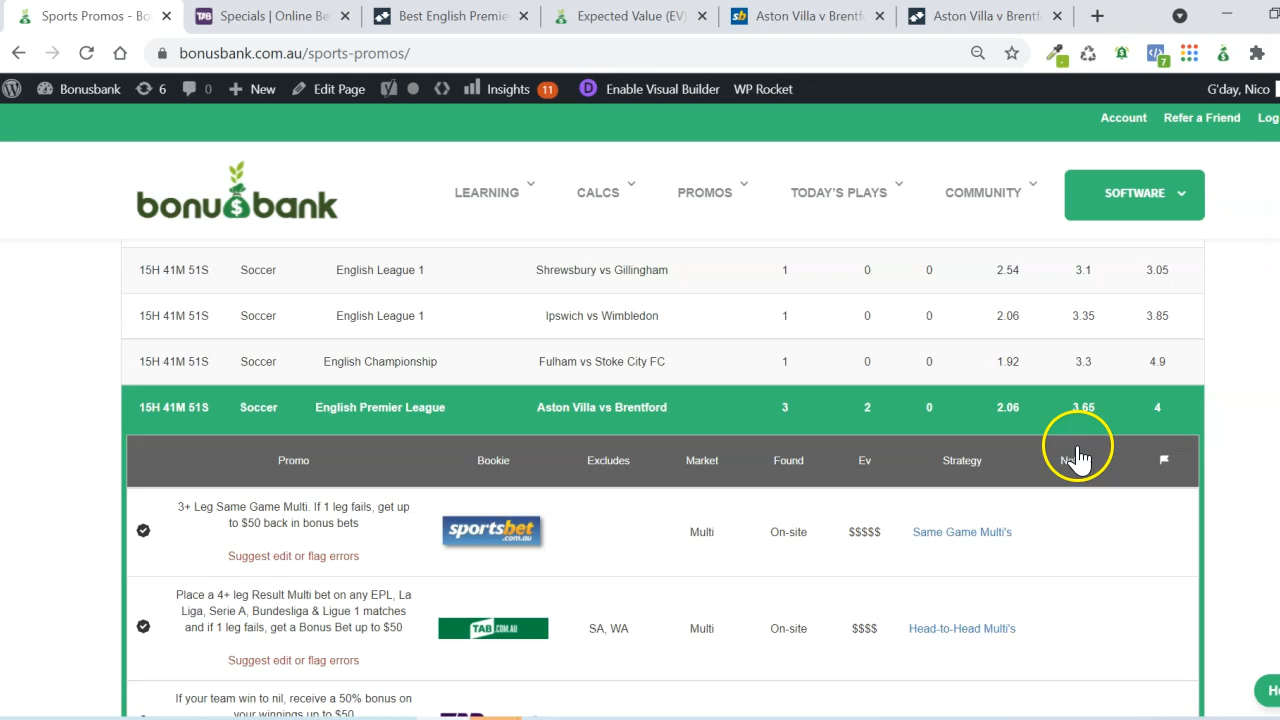 Sports Promos - Bo
Specials | Online Be
Best English Premie
Expected Value (EV)
Aston Villa v Brentf
Aston Villa v Brentf
bonusbank.com.au/sports-promos/
7
Bonusbank
6
0
New
Edit Page
Insights
11
D
Enable Visual Builder
WP Rocket
G'day, Nico
Account
Refer a Friend
Log
bonusbank
LEARNING
CALCS
PROMOS
TODAY'S PLAYS
COMMUNITY
SOFTWARE
15H 41M 51S Soccer English League 1 Shrewsbury vs Gillingham 1 0 0 2.54 3.1 3.05
15H 41M 51S Soccer English League 1 Ipswich vs Wimbledon 1 0 0 2.06 3.35 3.85
15H 41M 51S Soccer English Championship Fulham vs Stoke City FC 1 0 0 1.92 3.3 4.9
15H 41M 51S Soccer English Premier League Aston Villa vs Brentford 3 2 0 2.06 3.65 4
Promo Bookie Excludes Market Found Ev Strategy
3+ Leg Same Game Multi. If 1 leg fails, get up
to $50 back in bonus bets
Suggest edit or flag errors
sportsbet
.com.au
Multi
On-site
$$$$$
Same Game Multi's
Place a 4+ leg Result Multi bet on any EPL, La
Liga, Serie A, Bundesliga & Ligue 1 matches
and if 1 leg fails, get a Bonus Bet up to $50
Suggest edit or flag errors
TAB.COM.AU
SA, WA
Multi
On-site
$$$$
Head-to-Head Multi's
If your team win to nil, receive a 50% bonus on
your winnings up to $50